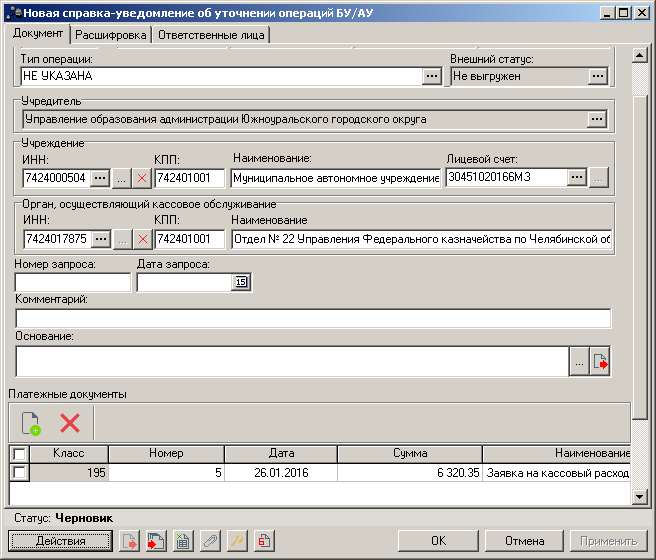 Новая справка-уведомление об уточнении операций БУ/АУ
Документ Расшифровка Ответственные лица
Тип операции: Внешний статус:
НЕ УКАЗАНА ... Не выгружен ...
Учредитель
Управление образования администрации Южноуральского городского округа ...
Учреждение
ИНН: КПП: Наименование: Лицевой счет:
7424000504 ... ... 742401001 Муниципальное автономное учреждение 30451020166МЗ ... ...
Орган, осуществляющий кассовое обслуживание
ИНН: КПП: Наименование
7424017875 ... ... 742401001 Отдел № 22 Управления Федерального казначейства по Челябинской об
Номер запроса: Дата запроса:
15
Комментарий:
Основание:
...
Платежные документы
Класс Номер Дата Сумма Наименование
195 5 26.01.2016 6 320.35 Заявка на кассовый расход
Статус: Черновик
Действия 6 OK Отмена Применить